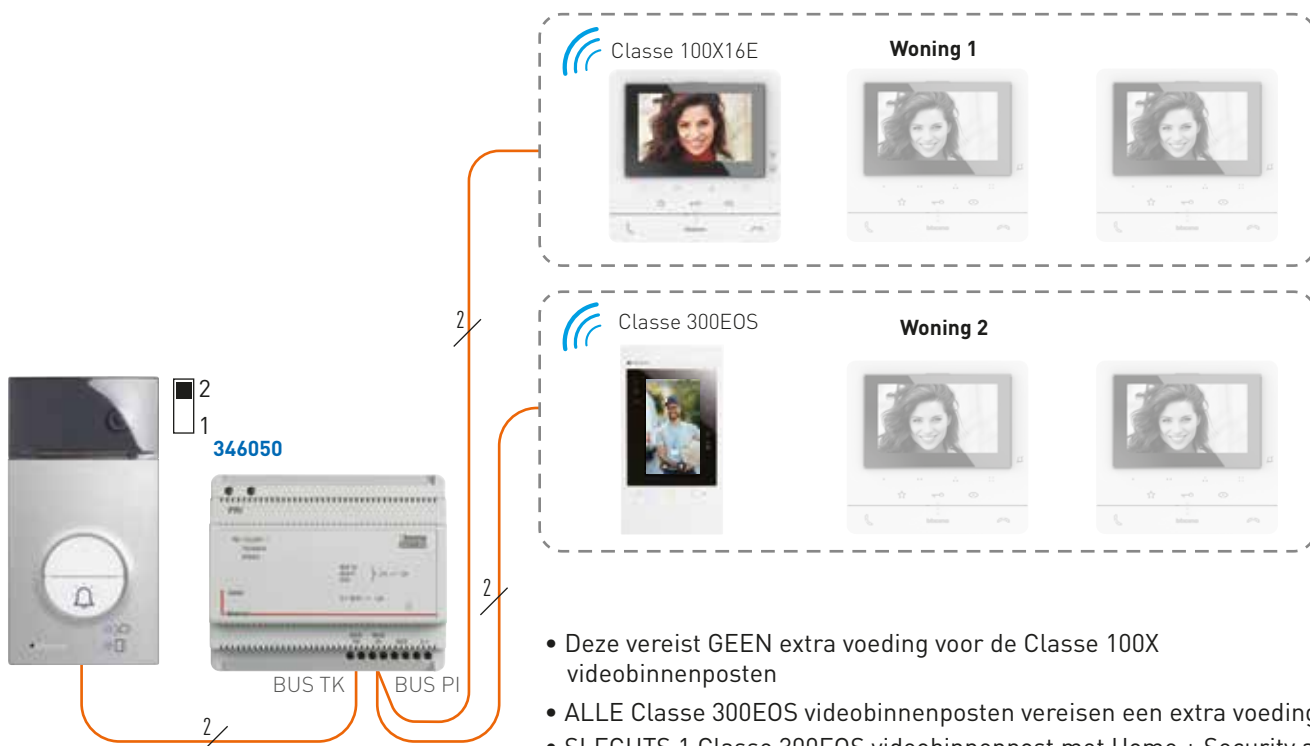 Classe 100X16E
Woning 1
2
Classe 300EOS
Woning 2
2
1
346050
2
BUS TK
BUS PI
2
• Deze vereist GEEN extra voeding voor de Classe 100X
videobinnenposten
• ALLE Classe 300EOS videobinnenposten vereisen een extra voeding